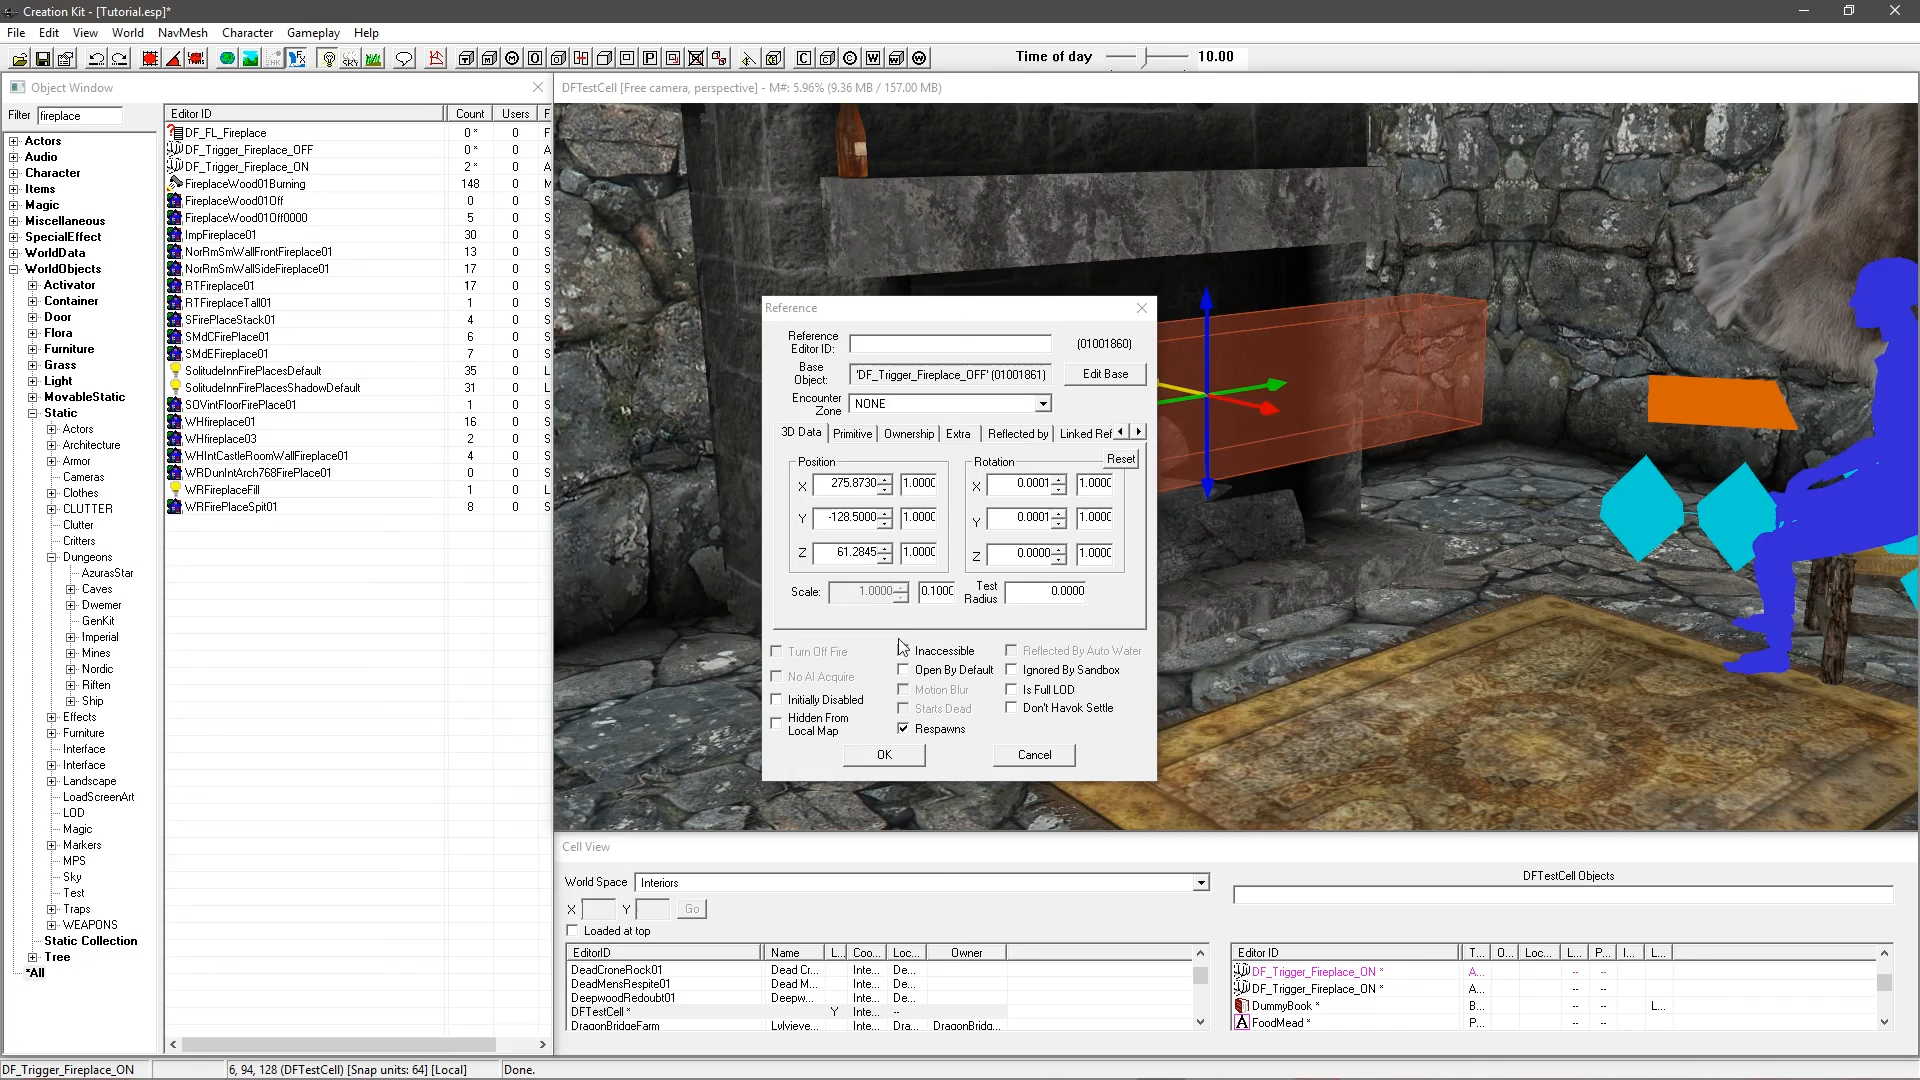 Creation Kit - [Tutorial.esp]*
File Edit View World NavMesh Character Gameplay Help
Time of day 10.00
Object Window
Filter fireplace
Actors
Audio
Character
Items
Magic
Miscellaneous
SpecialEffect
WorldData
WorldObjects
Activator
Container
Door
Flora
Furniture
Grass
Light
MovableStatic
Static
Actors
Architecture
Armor
Cameras
Clothes
CLUTTER
Clutter
Critters
Dungeons
AzurasStar
Caves
Dwemer
GenKit
Imperial
Mines
Nordic
Riften
Ship
Effects
Furniture
Interface
Interface
Landscape
LoadScreenArt
LOD
Magic
Markers
MPS
Sky
Test
Traps
WEAPONS
Static Collection
Tree
*All
Editor ID Count Users F
DF_FL_Fireplace 0 * 0 F
DF_Trigger_Fireplace_OFF 0 * 0 A
DF_Trigger_Fireplace_ON 2 * 0 A
FireplaceWood01Burning 148 0 M
FireplaceWood01Off 0 0 S
FireplaceWood01Off0000 5 0 S
ImpFireplace01 30 0 S
NorRmSmWallFrontFireplace01 13 0 S
NorRmSmWallSideFireplace01 17 0 S
RTFireplace01 17 0 S
RTFireplaceTall01 1 0 S
SFirePlaceStack01 4 0 S
SMdCFirePlace01 6 0 S
SMdEFireplace01 7 0 S
SolitudeInnFirePlacesDefault 35 0 L
SolitudeInnFirePlacesShadowDefault 31 0 L
SOVintFloorFirePlace01 1 0 S
WHfireplace01 16 0 S
WHfireplace03 2 0 S
WHIntCastleRoomWallFireplace01 4 0 S
WRDunIntArch768FirePlace01 0 0 S
WRFireplaceFill 1 0 L
WRFirePlaceSpit01 8 0 S
DFTestCell [Free camera, perspective] - M#: 5.96% (9.36 MB / 157.00 MB)
Reference
Reference Editor ID: (01001860)
Base Object: 'DF_Trigger_Fireplace_OFF' (01001861) Edit Base
Encounter Zone NONE
3D Data Primitive Ownership Extra Reflected by Linked Ref
Position Rotation Reset
X 275.8730 1.0000 X 0.0001 1.0000
Y -128.5000 1.0000 Y 0.0001 1.0000
Z 61.2845 1.0000 Z 0.0000 1.0000
Scale: 1.0000 0.1000 Test Radius 0.0000
Turn Off Fire Inaccessible Reflected By Auto Water
No AI Acquire Open By Default Ignored By Sandbox
Initially Disabled Motion Blur Is Full LOD
Hidden From Local Map Starts Dead Don't Havok Settle
Respawns
OK Cancel
Cell View
World Space Interiors
X Y Go
Loaded at top
EditorID Name L... Coo... Loc... Owner
DeadCroneRock01 Dead Cr... Inte... De...
DeadMensRespite01 Dead M... Inte... De...
DeepwoodRedoubt01 Deepw... Inte... De...
DFTestCell * Y Inte... --
DragonBridgeFarm Lylvieve... Inte... Dra... DragonBridg...
DFTestCell Objects
Editor ID T... O... Loc... L... P... I... L...
DF_Trigger_Fireplace_ON * A... -- --
DF_Trigger_Fireplace_ON * A... -- --
DummyBook * B... -- -- L...
FoodMead * P... -- --
DF_Trigger_Fireplace_ON 6, 94, 128 (DFTestCell) [Snap units: 64] [Local] Done.